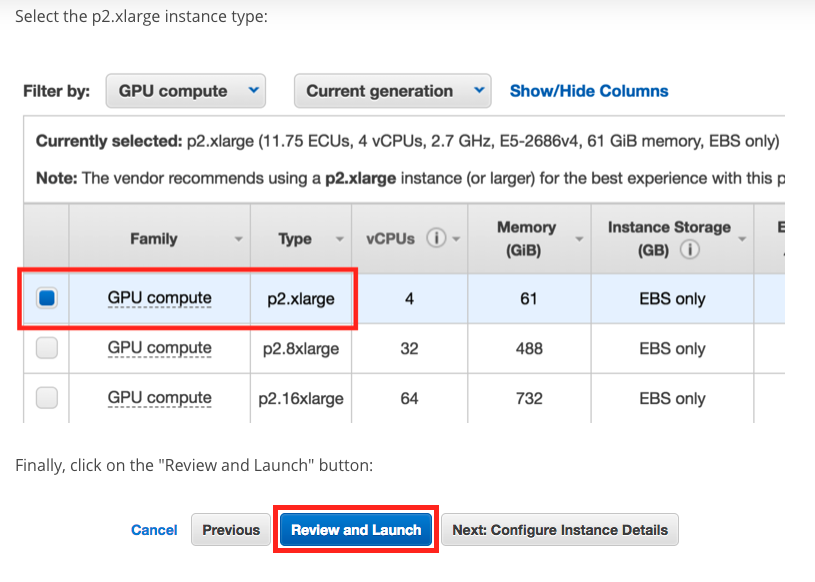 Select the p2.xlarge instance type:
Filter by: GPU compute Current generation Show/Hide Columns
Currently selected: p2.xlarge (11.75 ECUs, 4 vCPUs, 2.7 GHz, E5-2686v4, 61 GiB memory, EBS only)
Note: The vendor recommends using a p2.xlarge instance (or larger) for the best experience with this p
Family Type vCPUs i Memory (GiB) Instance Storage (GB) i E
GPU compute p2.xlarge 4 61 EBS only
GPU compute p2.8xlarge 32 488 EBS only
GPU compute p2.16xlarge 64 732 EBS only
Finally, click on the "Review and Launch" button:
Cancel Previous Review and Launch Next: Configure Instance Details